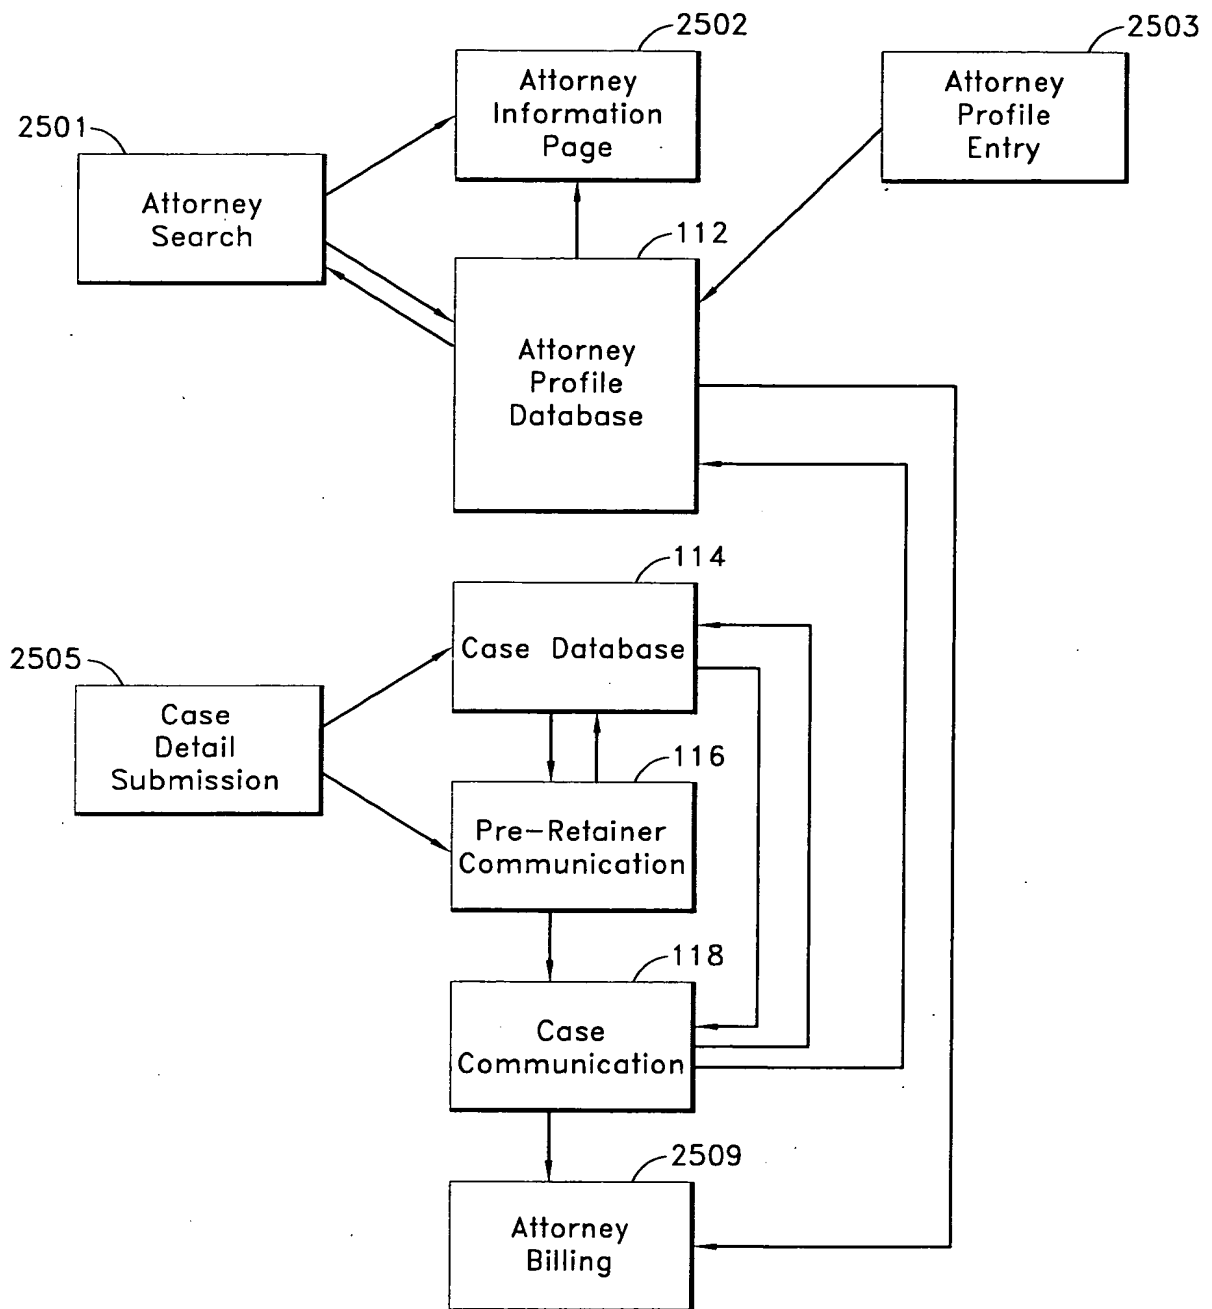 2502
2503
Attorney
Information
Page
Attorney
Profile
Entry
2501
Attorney
Search
112
Attorney
Profile
Database
114
Case Database
2505
Case
Detail
Submission
116
Pre-Retainer
Communication
118
Case
Communication
2509
Attorney
Billing